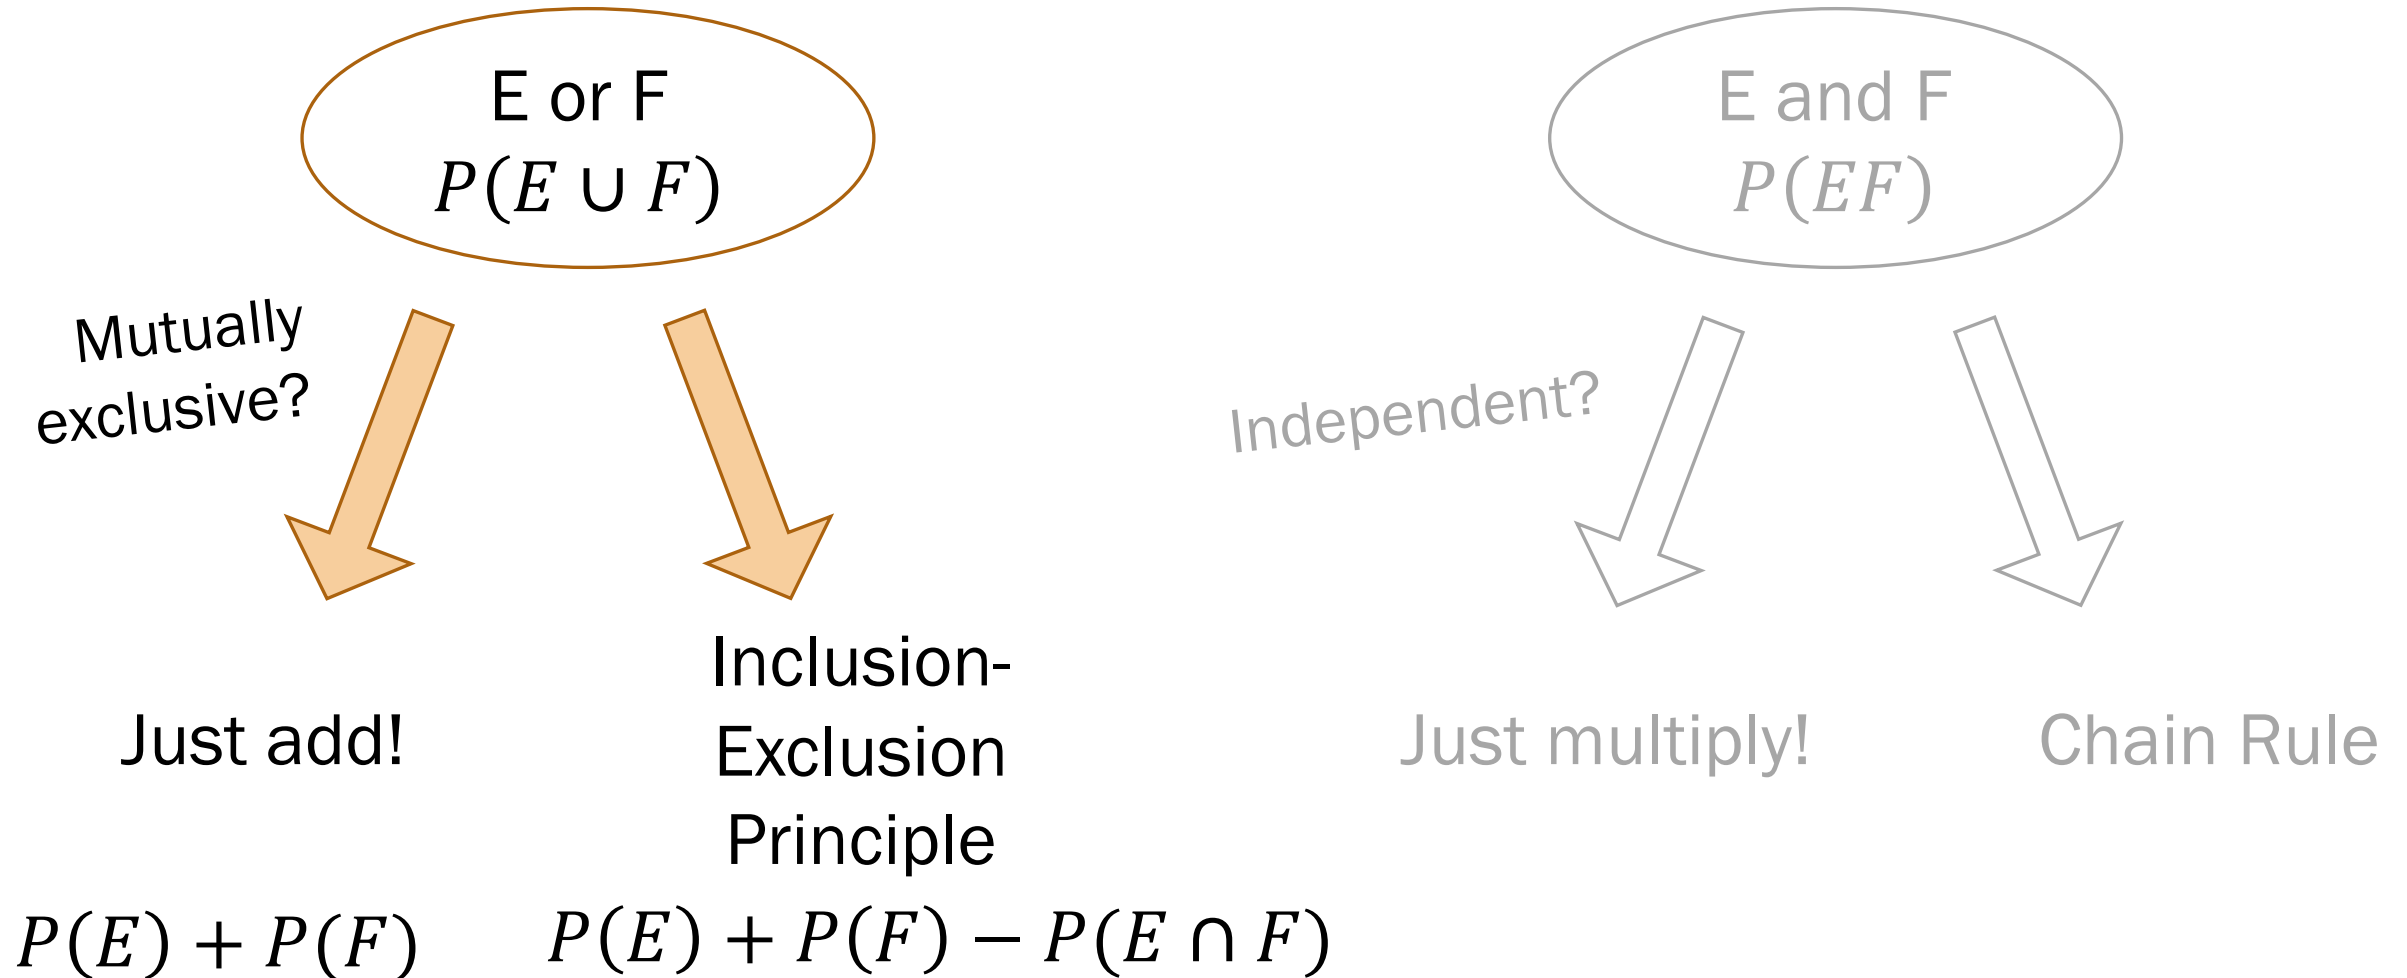 E or F
P(E ∪ F)
Mutually
exclusive?
Just add!
P(E) + P(F)
Inclusion-
Exclusion
Principle
P(E) + P(F) − P(E ∩ F)
E and F
P(EF)
Independent?
Just multiply!
Chain Rule